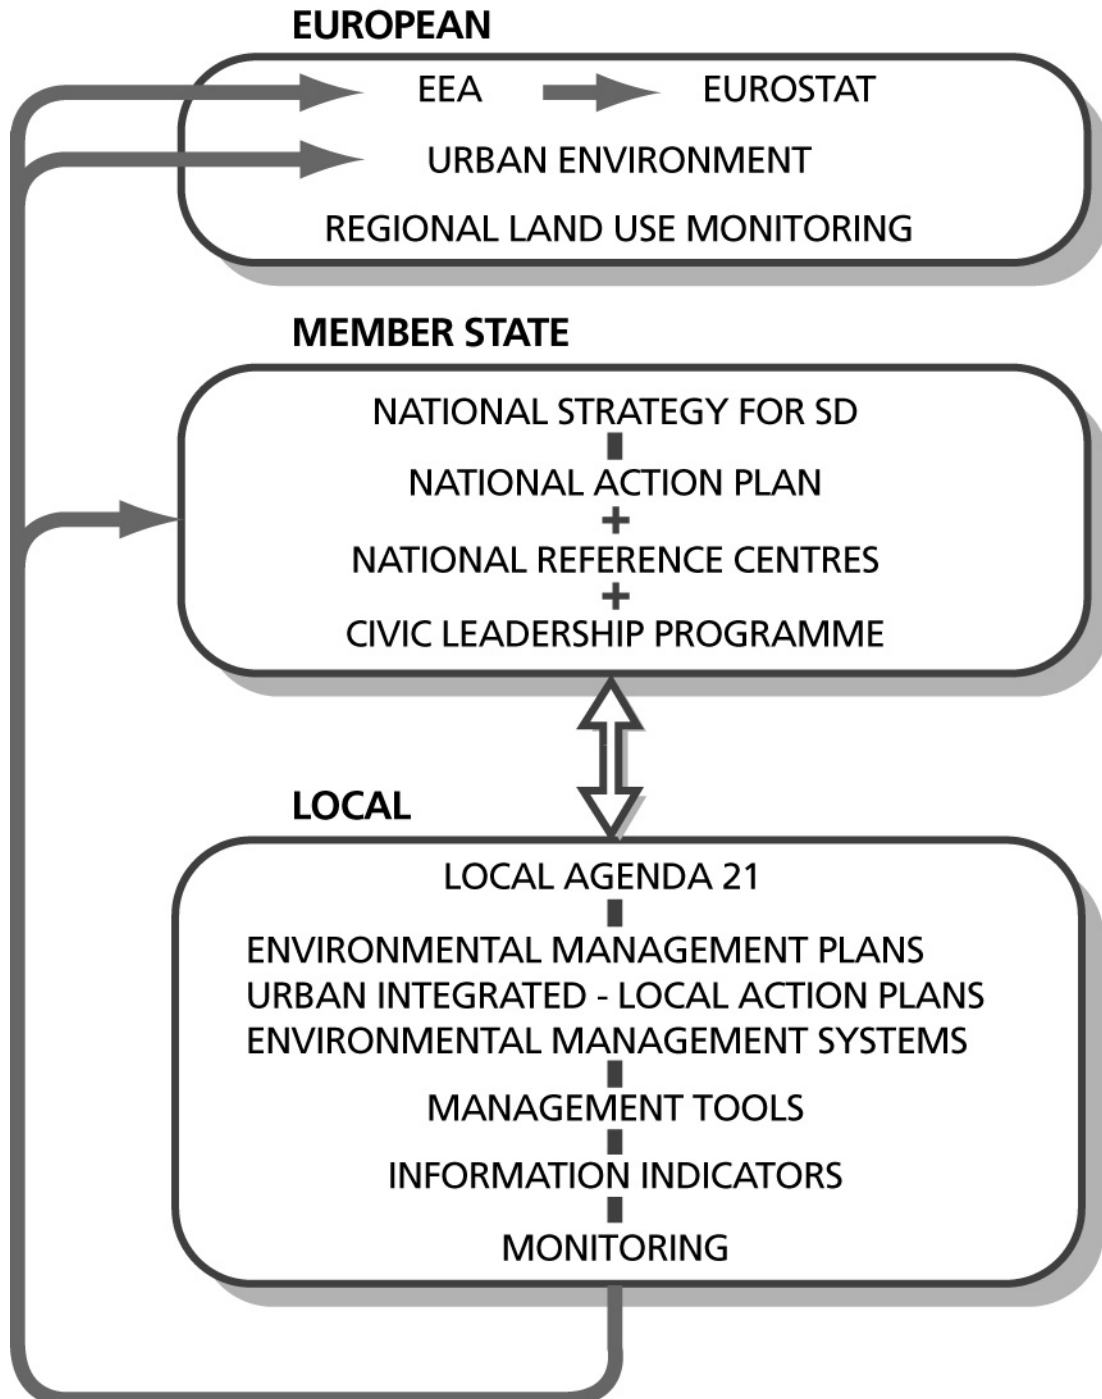 EUROPEAN
EEA EUROSTAT
URBAN ENVIRONMENT
REGIONAL LAND USE MONITORING
MEMBER STATE
NATIONAL STRATEGY FOR SD
NATIONAL ACTION PLAN
+
NATIONAL REFERENCE CENTRES
+
CIVIC LEADERSHIP PROGRAMME
LOCAL
LOCAL AGENDA 21
ENVIRONMENTAL MANAGEMENT PLANS
URBAN INTEGRATED - LOCAL ACTION PLANS
ENVIRONMENTAL MANAGEMENT SYSTEMS
MANAGEMENT TOOLS
INFORMATION INDICATORS
MONITORING